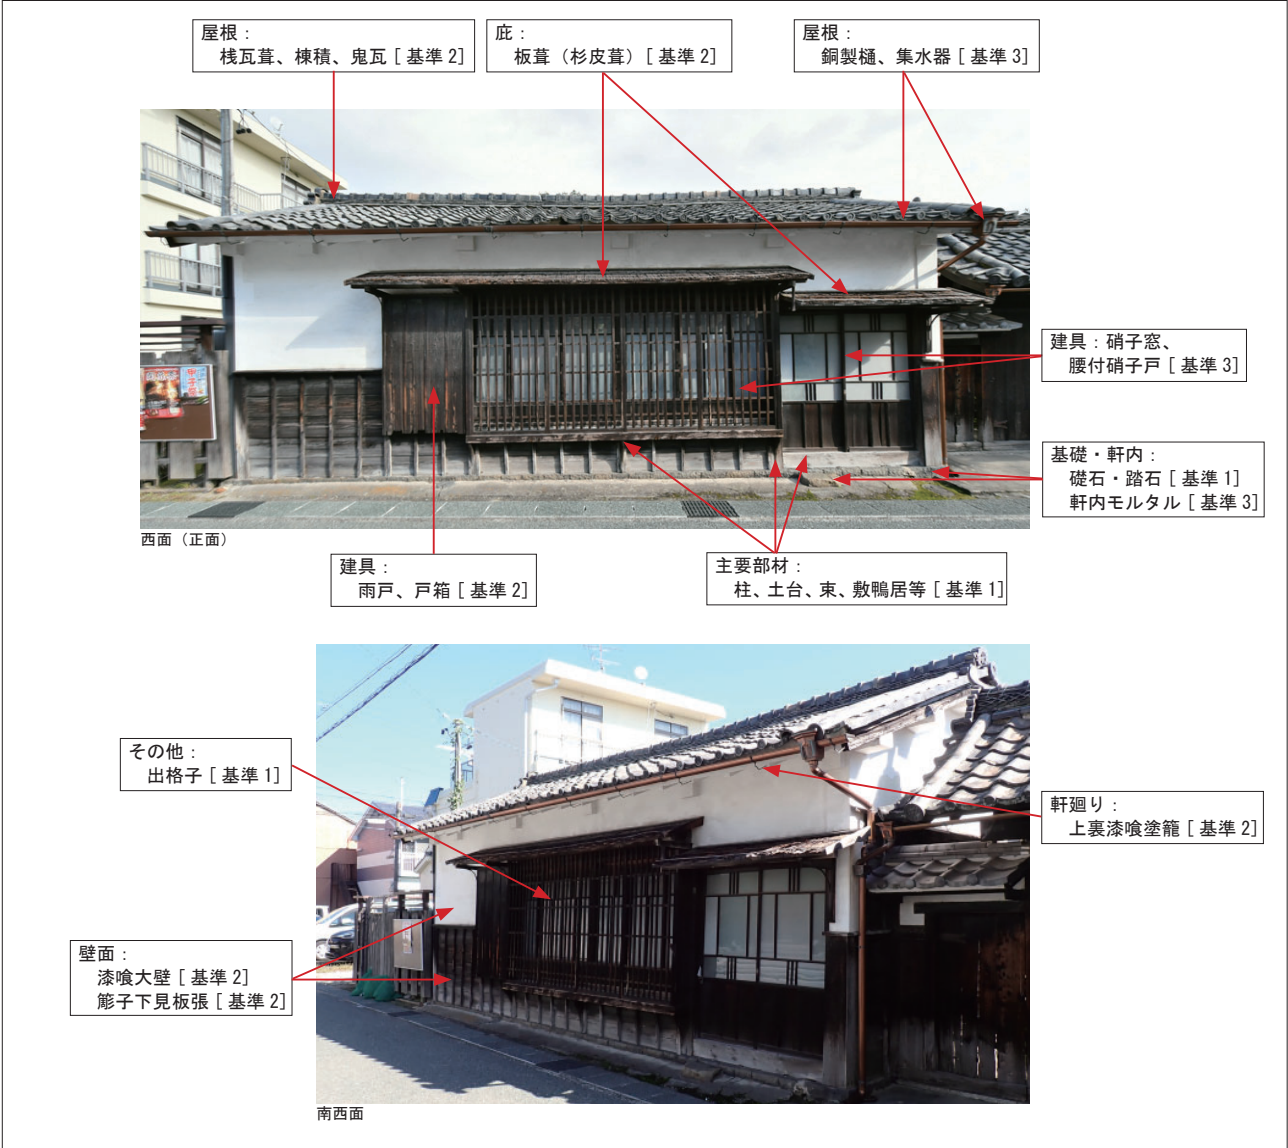 屋根：
桟瓦葺、棟積、鬼瓦 [ 基準 2]
庇：
板葺（杉皮葺）[ 基準 2]
屋根：
銅製樋、集水器 [ 基準 3]
建具：硝子窓、
腰付硝子戸 [ 基準 3]
基礎・軒内：
礎石・踏石 [ 基準 1]
軒内モルタル [ 基準 3]
西面（正面）
建具：
雨戸、戸箱 [ 基準 2]
主要部材：
柱、土台、束、敷鴨居等 [ 基準 1]
その他：
出格子 [ 基準 1]
軒廻り：
上裏漆喰塗籠 [ 基準 2]
壁面：
漆喰大壁 [ 基準 2]
簓子下見板張 [ 基準 2]
南西面